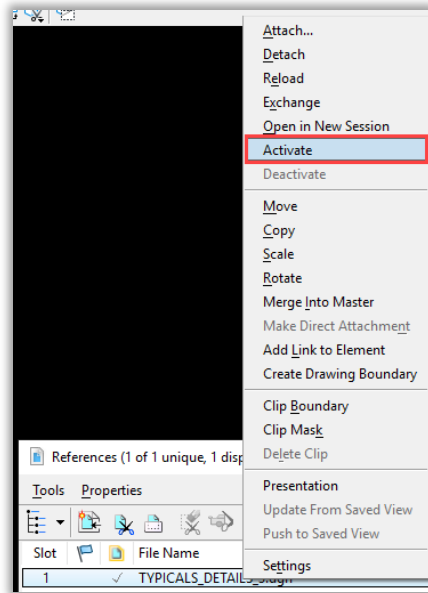 Attach...
Detach
Reload
Exchange
Open in New Session
Activate
Deactivate
Move
Copy
Scale
Rotate
Merge Into Master
Make Direct Attachment
Add Link to Element
Create Drawing Boundary
Clip Boundary
Clip Mask
Delete Clip
Presentation
Update From Saved View
Push to Saved View
Settings
References (1 of 1 unique, 1 disp
Tools Properties
Slot File Name
1 TYPICALS_DETAILS